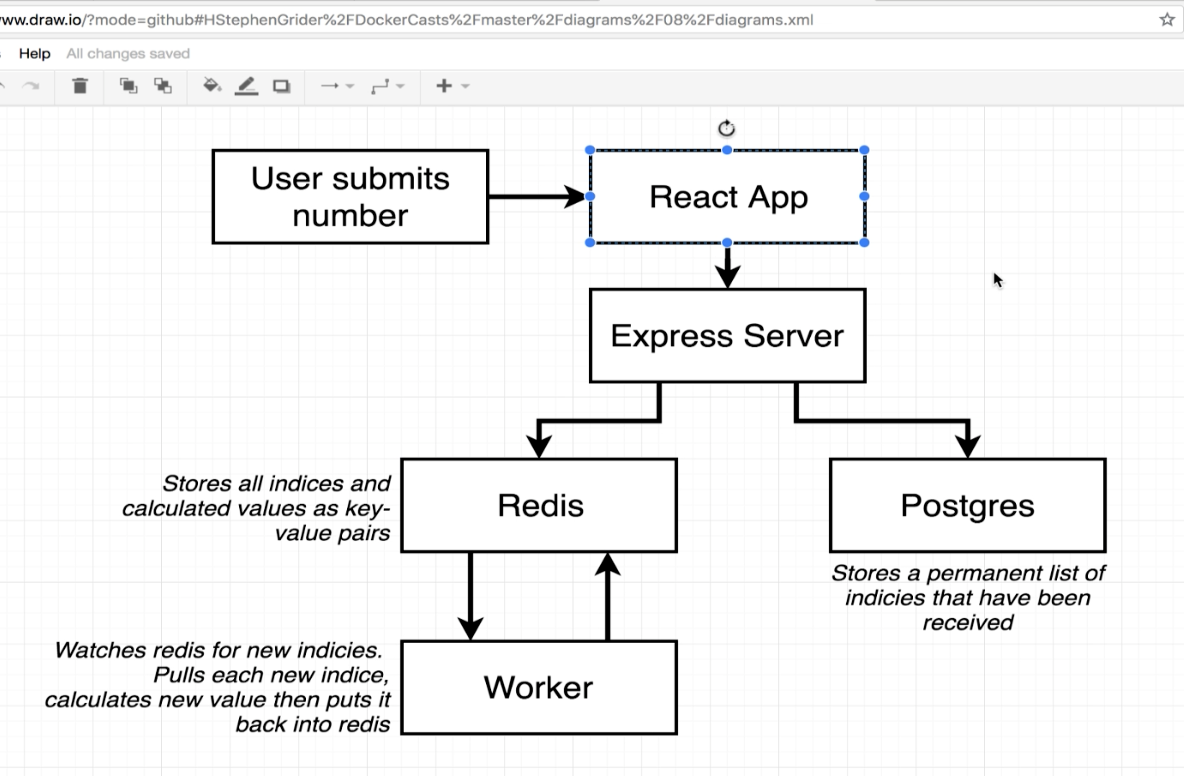 www.draw.io/?mode=github#HStephenGrider%2FDockerCasts%2Fmaster%2Fdiagrams%2F08%2Fdiagrams.xml
Help All changes saved
User submits
number
React App
Express Server
Stores all indices and
calculated values as key-
value pairs
Redis
Postgres
Stores a permanent list of
indicies that have been
received
Watches redis for new indicies.
Pulls each new indice,
calculates new value then puts it
back into redis
Worker